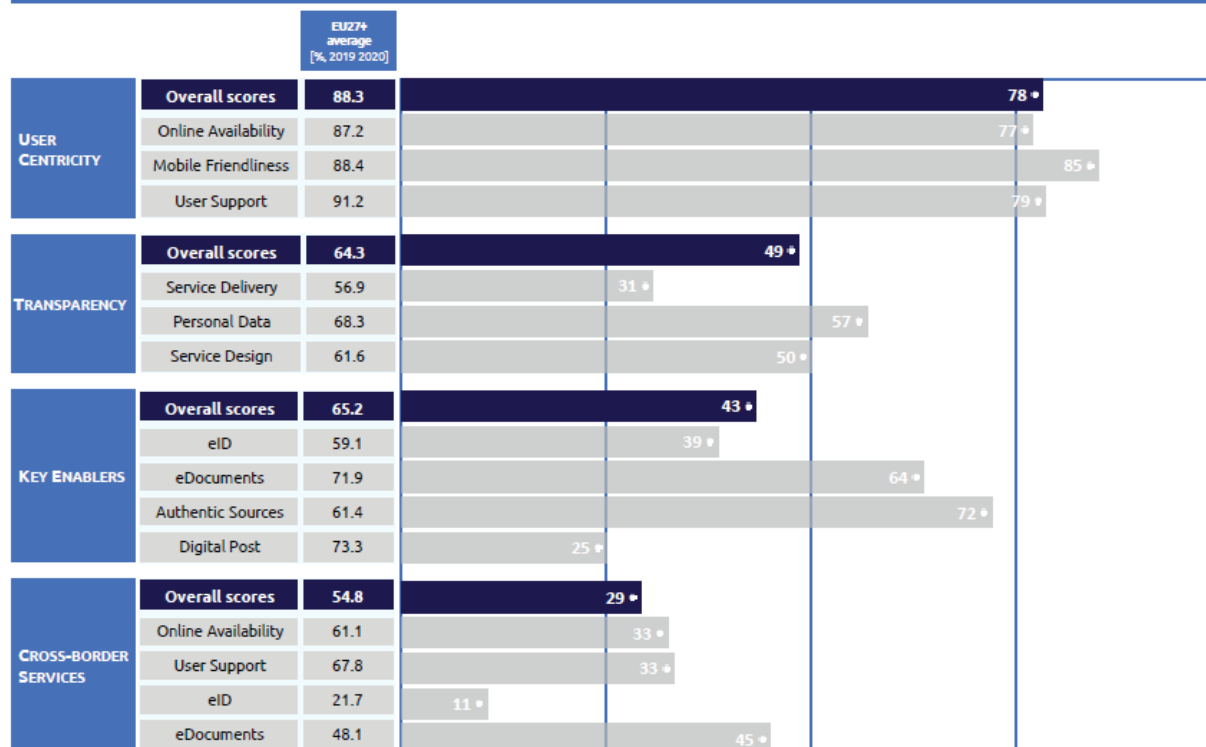 EU27+
average
[%, 2019 2020]
USER
CENTRICITY
Overall scores 88.3 78
Online Availability 87.2 77
Mobile Friendliness 88.4 85
User Support 91.2 79
TRANSPARENCY
Overall scores 64.3 49
Service Delivery 56.9 31
Personal Data 68.3 57
Service Design 61.6 50
KEY ENABLERS
Overall scores 65.2 43
eID 59.1 39
eDocuments 71.9 64
Authentic Sources 61.4 72
Digital Post 73.3 25
CROSS-BORDER
SERVICES
Overall scores 54.8 29
Online Availability 61.1 33
User Support 67.8 33
eID 21.7 11
eDocuments 48.1 45